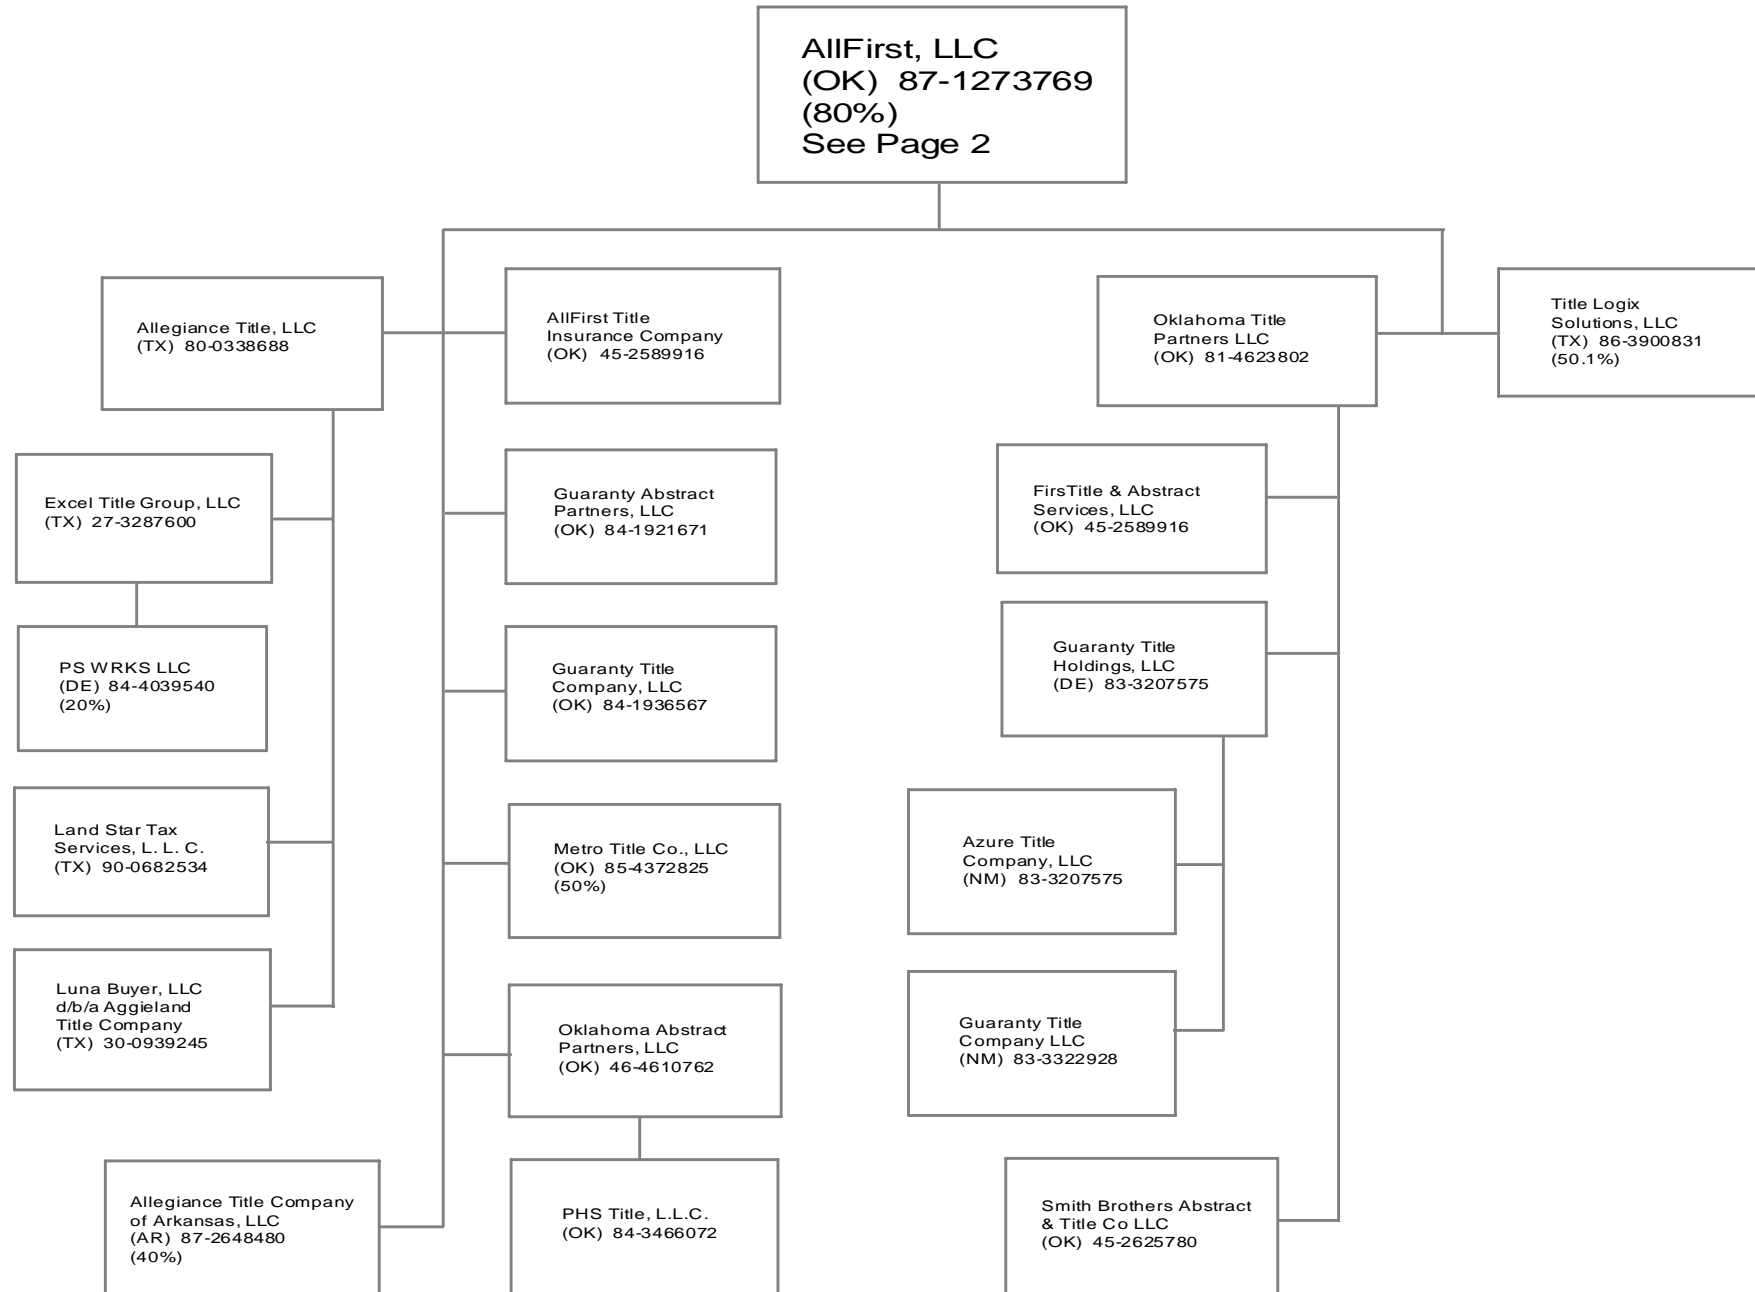 AllFirst, LLC
(OK) 87-1273769
(80%)
See Page 2
Allegiance Title, LLC
(TX) 80-0338688
AllFirst Title
Insurance Company
(OK) 45-2589916
Oklahoma Title
Partners LLC
(OK) 81-4623802
Title Logix
Solutions, LLC
(TX) 86-3900831
(50.1%)
Excel Title Group, LLC
(TX) 27-3287600
Guaranty Abstract
Partners, LLC
(OK) 84-1921671
FirsTitle & Abstract
Services, LLC
(OK) 45-2589916
PS WRKS LLC
(DE) 84-4039540
(20%)
Guaranty Title
Company, LLC
(OK) 84-1936567
Guaranty Title
Holdings, LLC
(DE) 83-3207575
Land Star Tax
Services, L. L. C.
(TX) 90-0682534
Metro Title Co., LLC
(OK) 85-4372825
(50%)
Azure Title
Company, LLC
(NM) 83-3207575
Luna Buyer, LLC
d/b/a Aggieland
Title Company
(TX) 30-0939245
Oklahoma Abstract
Partners, LLC
(OK) 46-4610762
Guaranty Title
Company LLC
(NM) 83-3322928
Allegiance Title Company
of Arkansas, LLC
(AR) 87-2648480
(40%)
PHS Title, L.L.C.
(OK) 84-3466072
Smith Brothers Abstract
& Title Co LLC
(OK) 45-2625780